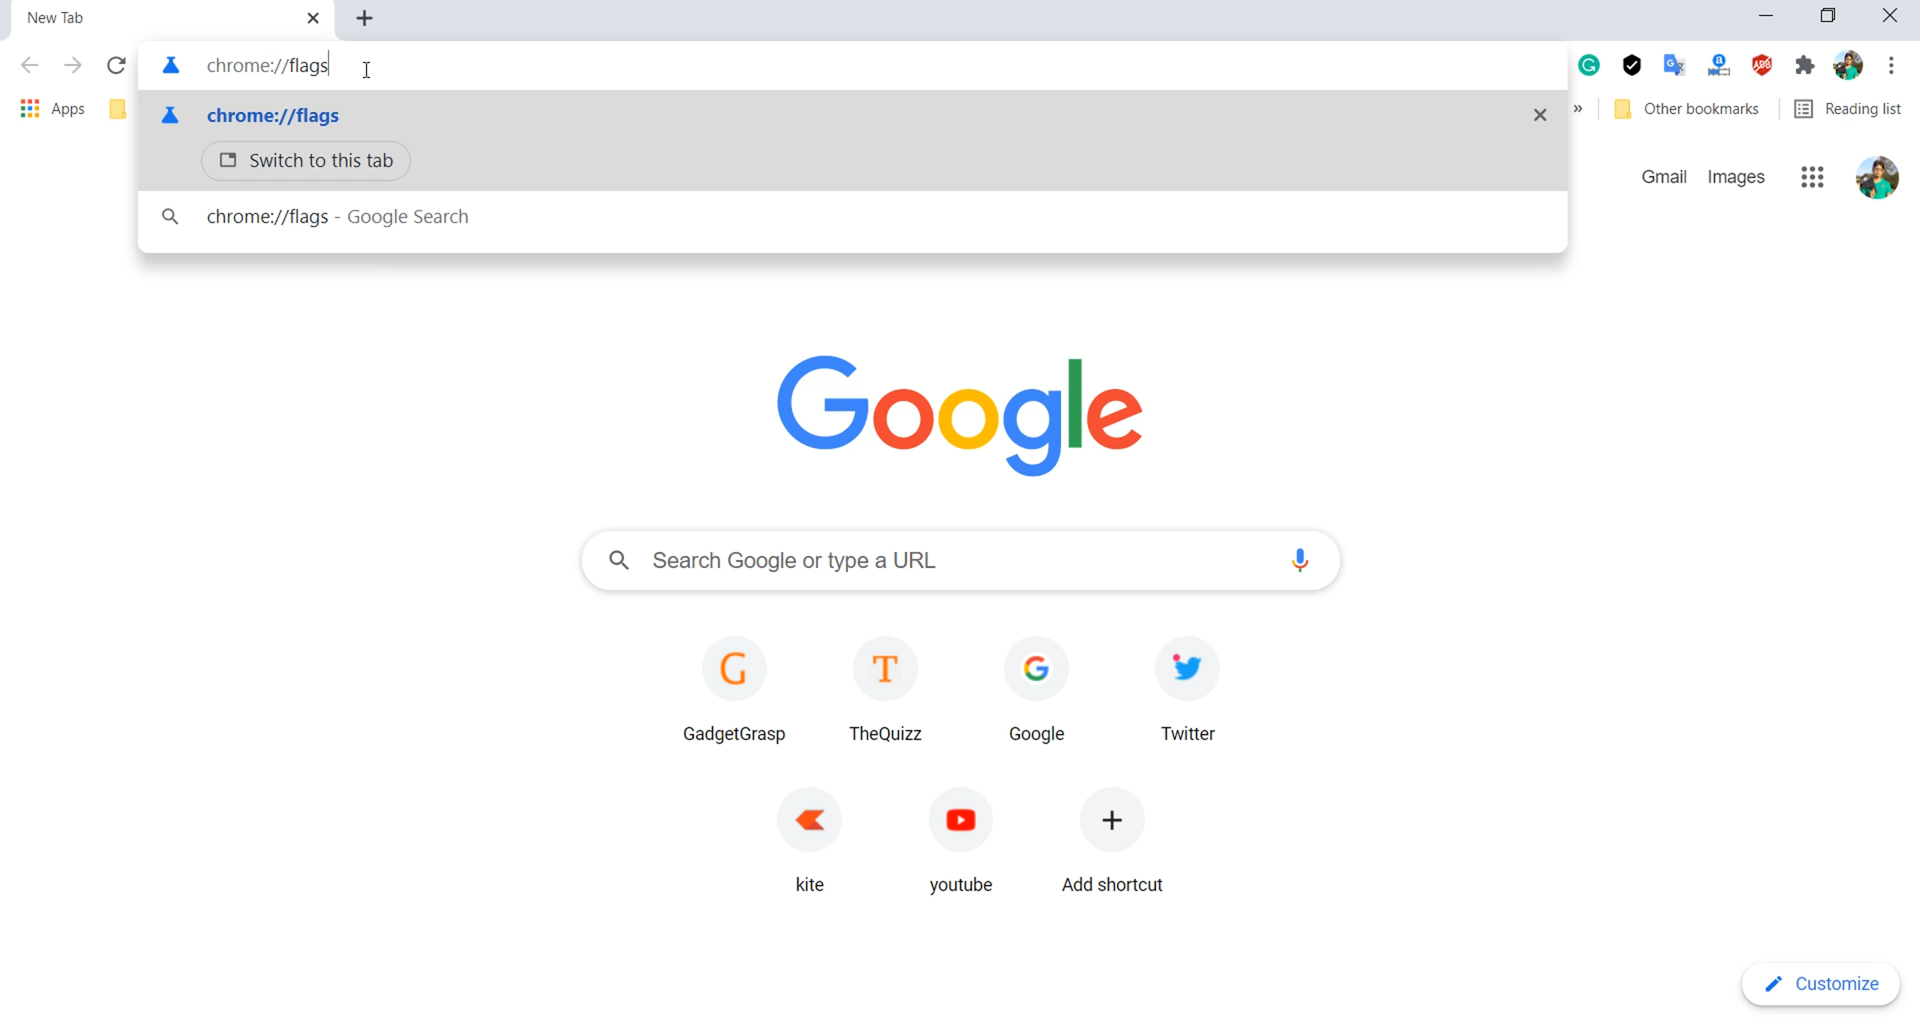 New Tab
chrome://flags
Apps
chrome://flags
Switch to this tab
chrome://flags - Google Search
Other bookmarks
Reading list
Gmail
Images
Google
Search Google or type a URL
G
T
G
GadgetGrasp
TheQuizz
Google
Twitter
kite
youtube
Add shortcut
Customize